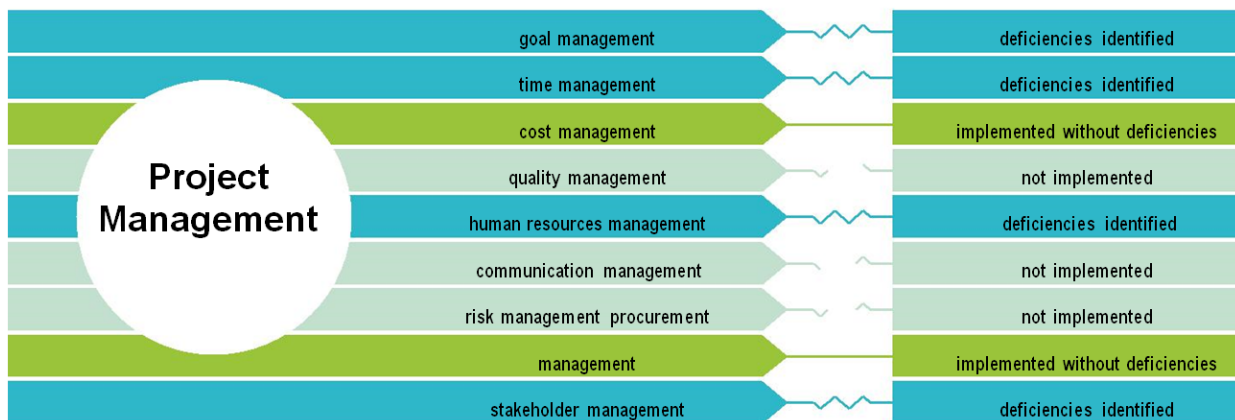 Project
Management
goal management
deficiencies identified
time management
deficiencies identified
cost management
implemented without deficiencies
quality management
not implemented
human resources management
deficiencies identified
communication management
not implemented
risk management procurement
not implemented
management
implemented without deficiencies
stakeholder management
deficiencies identified